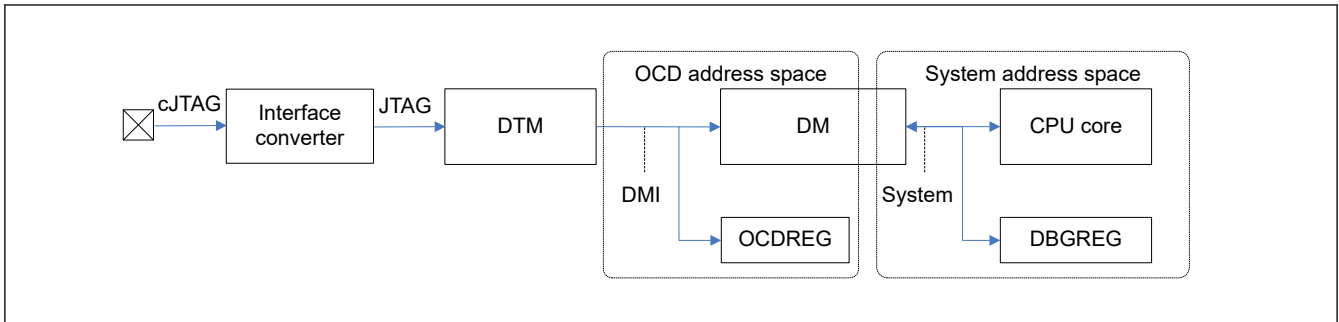 OCD address space
System address space
cJTAG
Interface
converter
JTAG
DTM
DM
CPU core
DMI
System
OCDREG
DBGREG